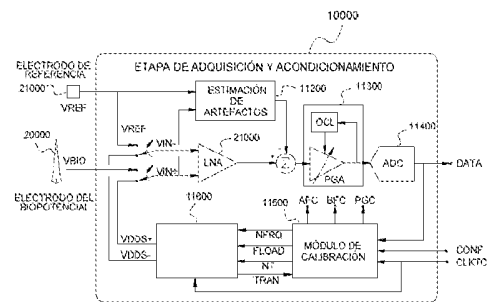 10000
ETAPA DE ADQUISICIÓN Y ACONDICIONAMIENTO
ELECTRODO DE
REFERENCIA
21000
VREF
ESTIMACIÓN
DE
ARTEFACTOS
11200
11300
OCL
11400
20000
VREF
VIN-
21000
LNA
Σ
PGA
ADC
DATA
VBIO
VIN+
ELECTRODO DEL
BIOPOTENCIAL
11600
11500
AFC
BFC
PGC
VDDS+
VDDS-
NFRQ
FLOAD
NT
TRAN
MÓDULO DE
CALIBRACIÓN
CONF